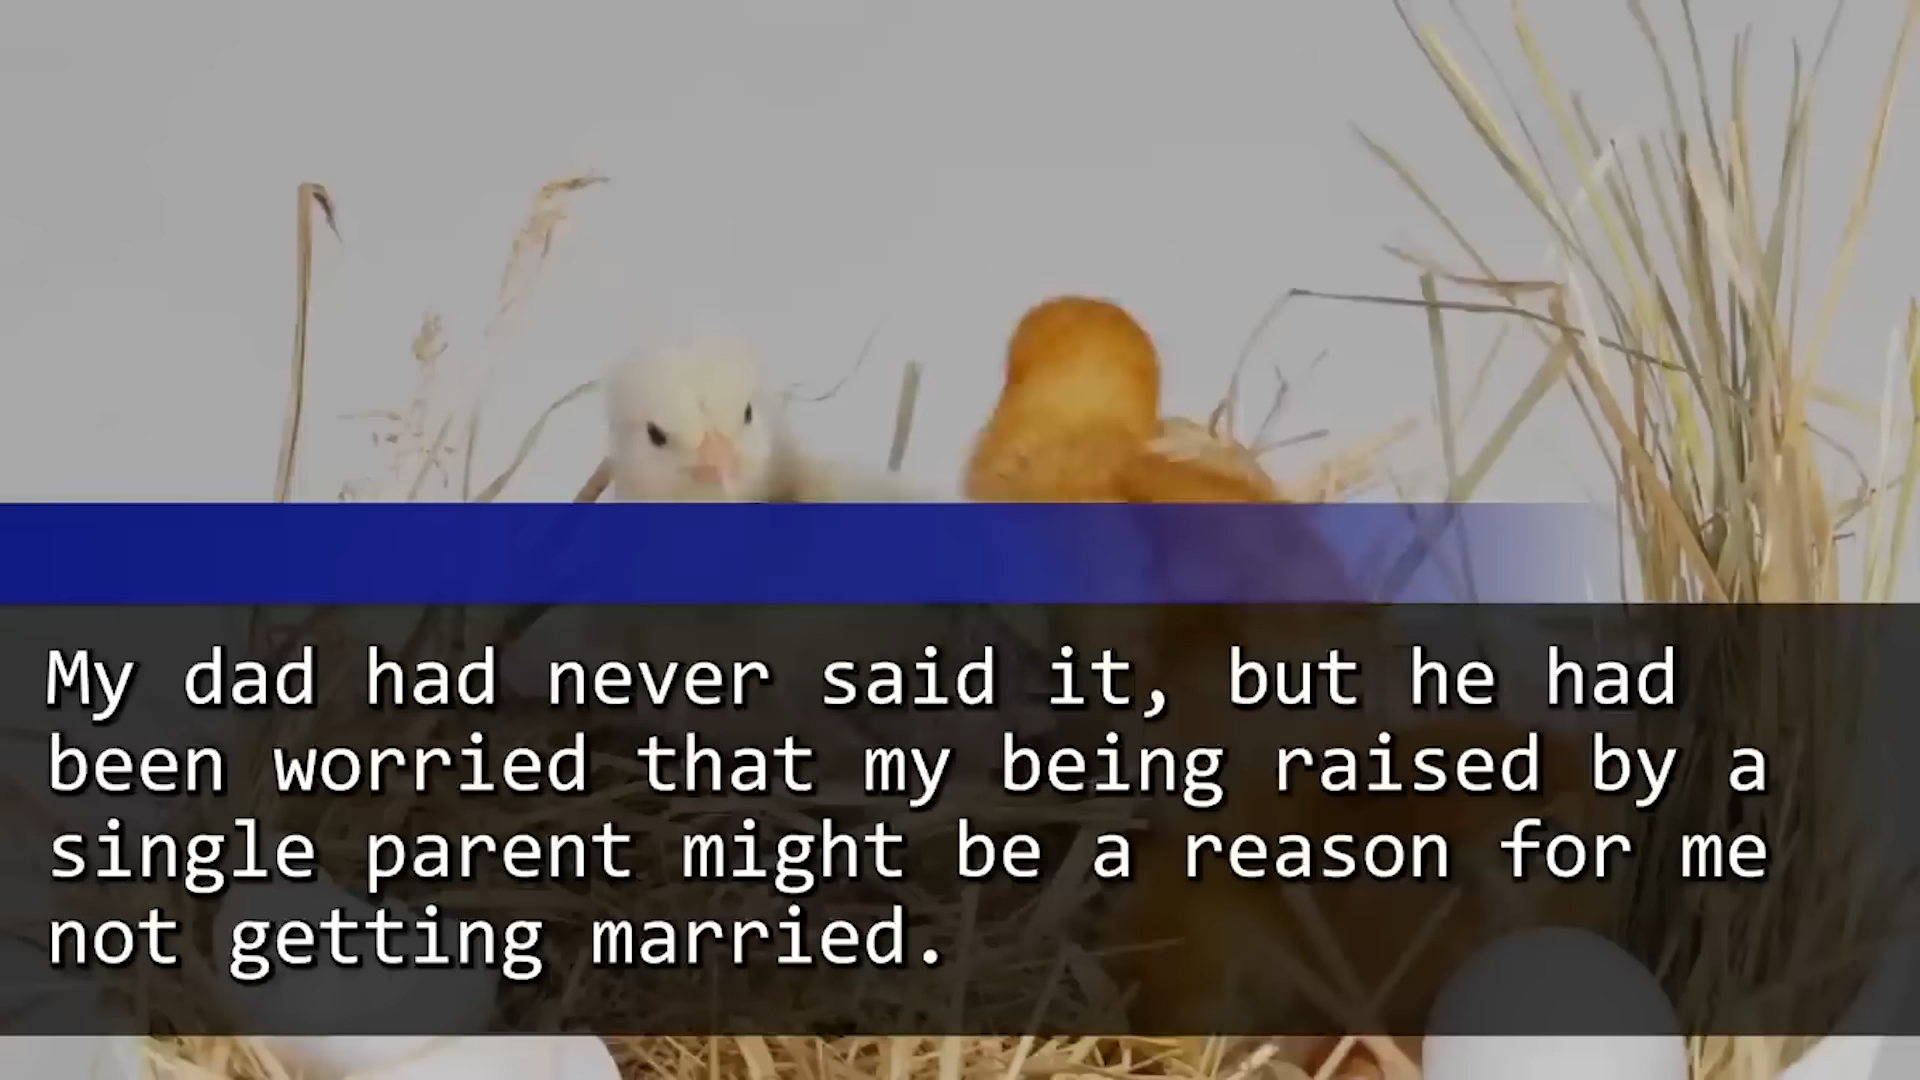 My dad had never said it, but he had
been worried that my being raised by a
single parent might be a reason for me
not getting married.